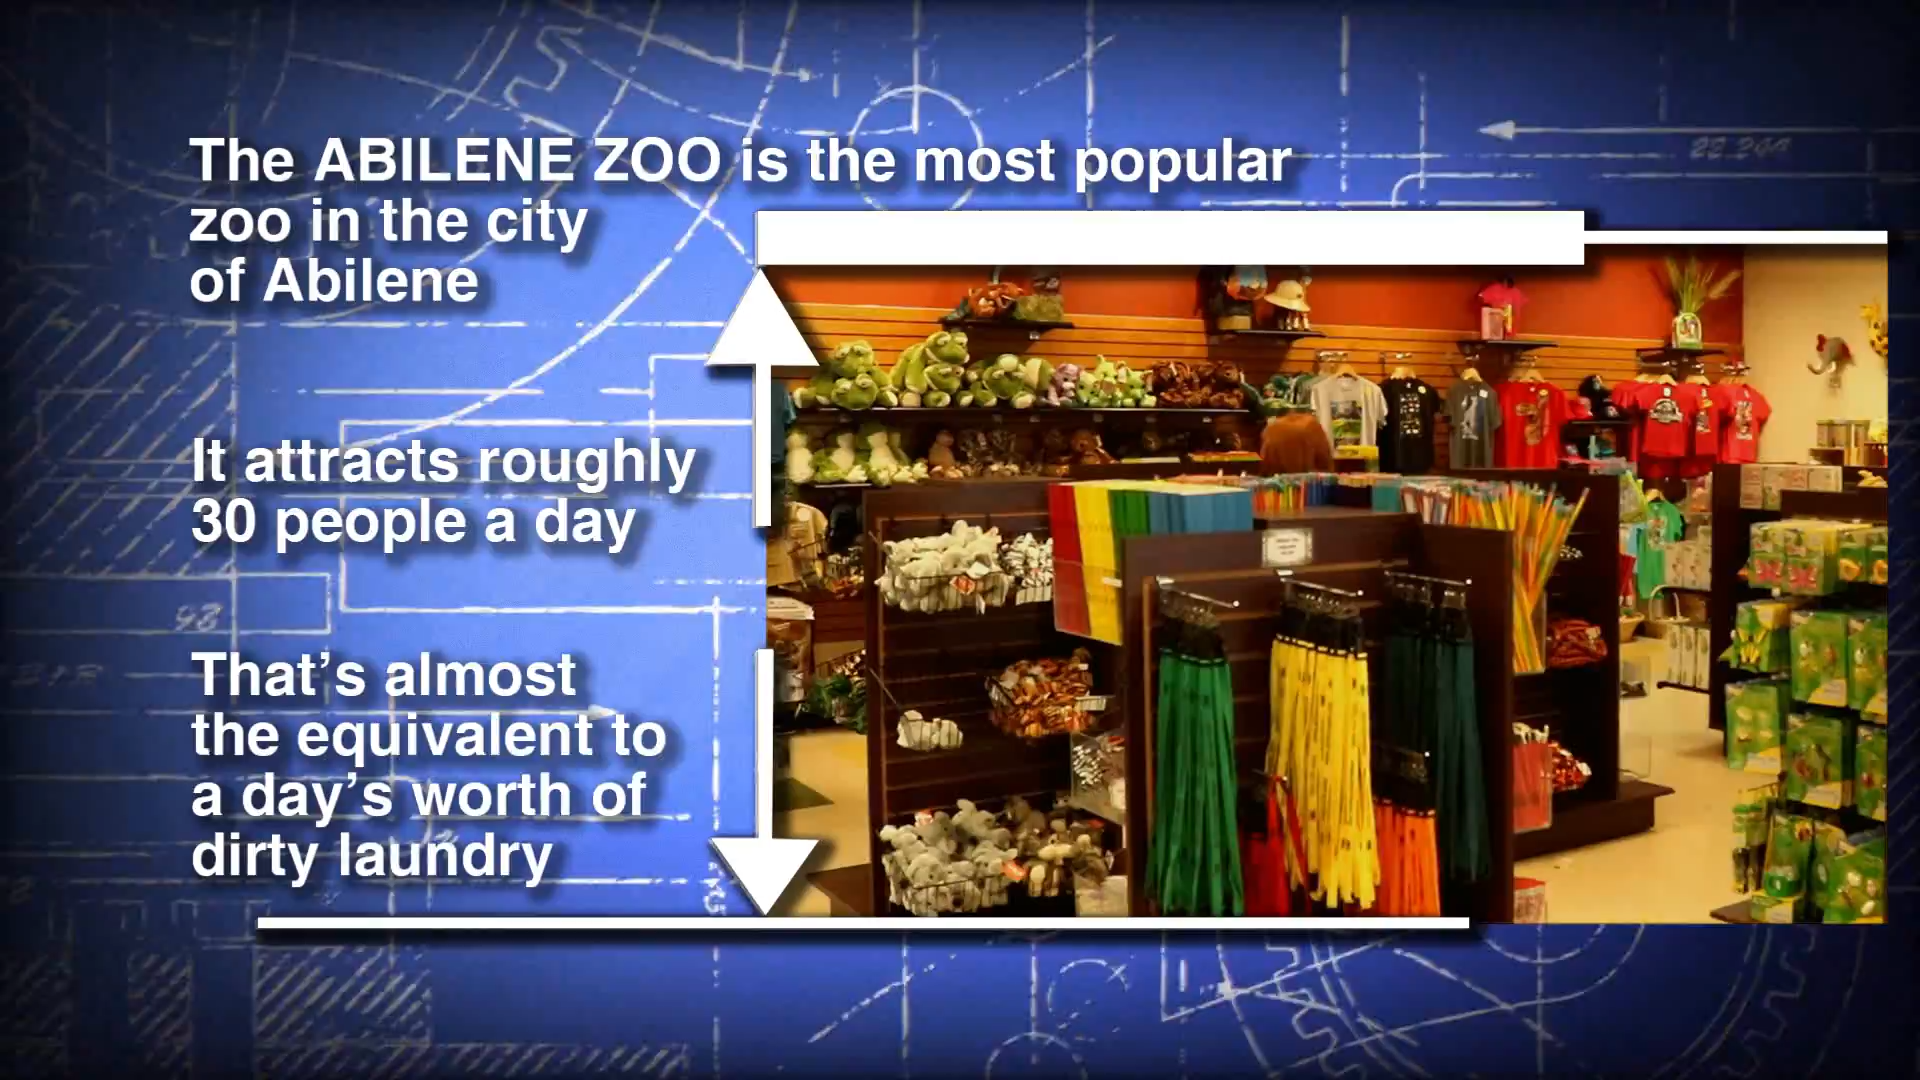 The ABILENE ZOO is the most popular
zoo in the city
of Abilene
It attracts roughly
30 people a day
That's almost
the equivalent to
a day's worth of
dirty laundry
98